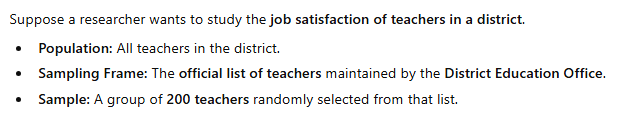 Suppose a researcher wants to study the job satisfaction of teachers in a district.
• Population: All teachers in the district.
• Sampling Frame: The official list of teachers maintained by the District Education Office.
• Sample: A group of 200 teachers randomly selected from that list.